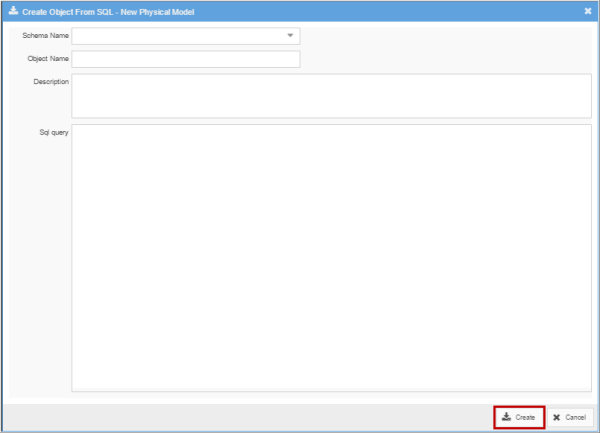 Create Object From SQL - New Physical Model
Schema Name
Object Name
Description
Sql query
Create
Cancel